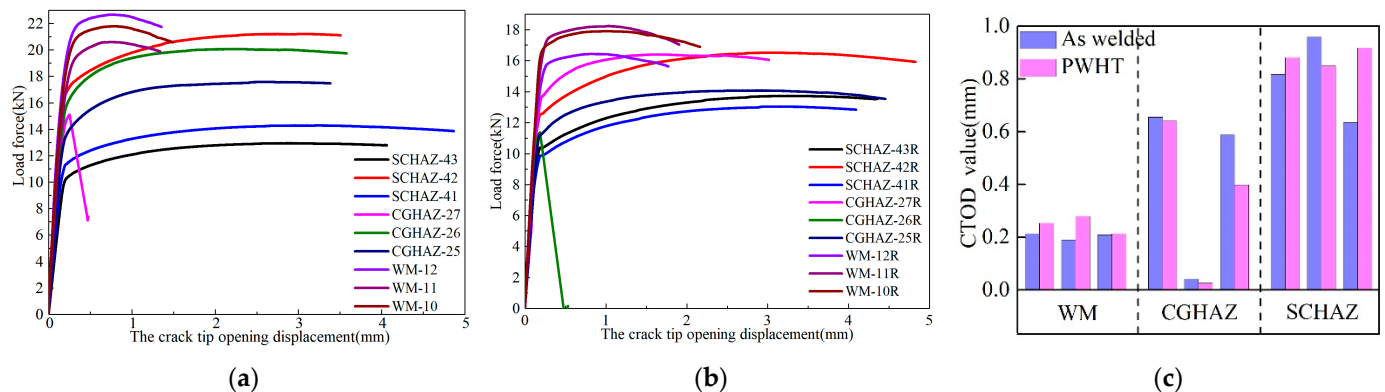 Load force(kN)
22
20
18
16
14
12
10
8
6
4
2
0
0
1
2
3
4
5
The crack tip opening displacement(mm)
SCHAZ-43
SCHAZ-42
SCHAZ-41
CGHAZ-27
CGHAZ-26
CGHAZ-25
WM-12
WM-11
WM-10
(a)
Load force(kN)
18
16
14
12
10
8
6
4
2
0
0
1
2
3
4
5
The crack tip opening displacement(mm)
SCHAZ-43R
SCHAZ-42R
SCHAZ-41R
CGHAZ-27R
CGHAZ-26R
CGHAZ-25R
WM-12R
WM-11R
WM-10R
(b)
CTOD value(mm)
1.0
0.8
0.6
0.4
0.2
0.0
As welded
PWHT
WM
CGHAZ
SCHAZ
(c)